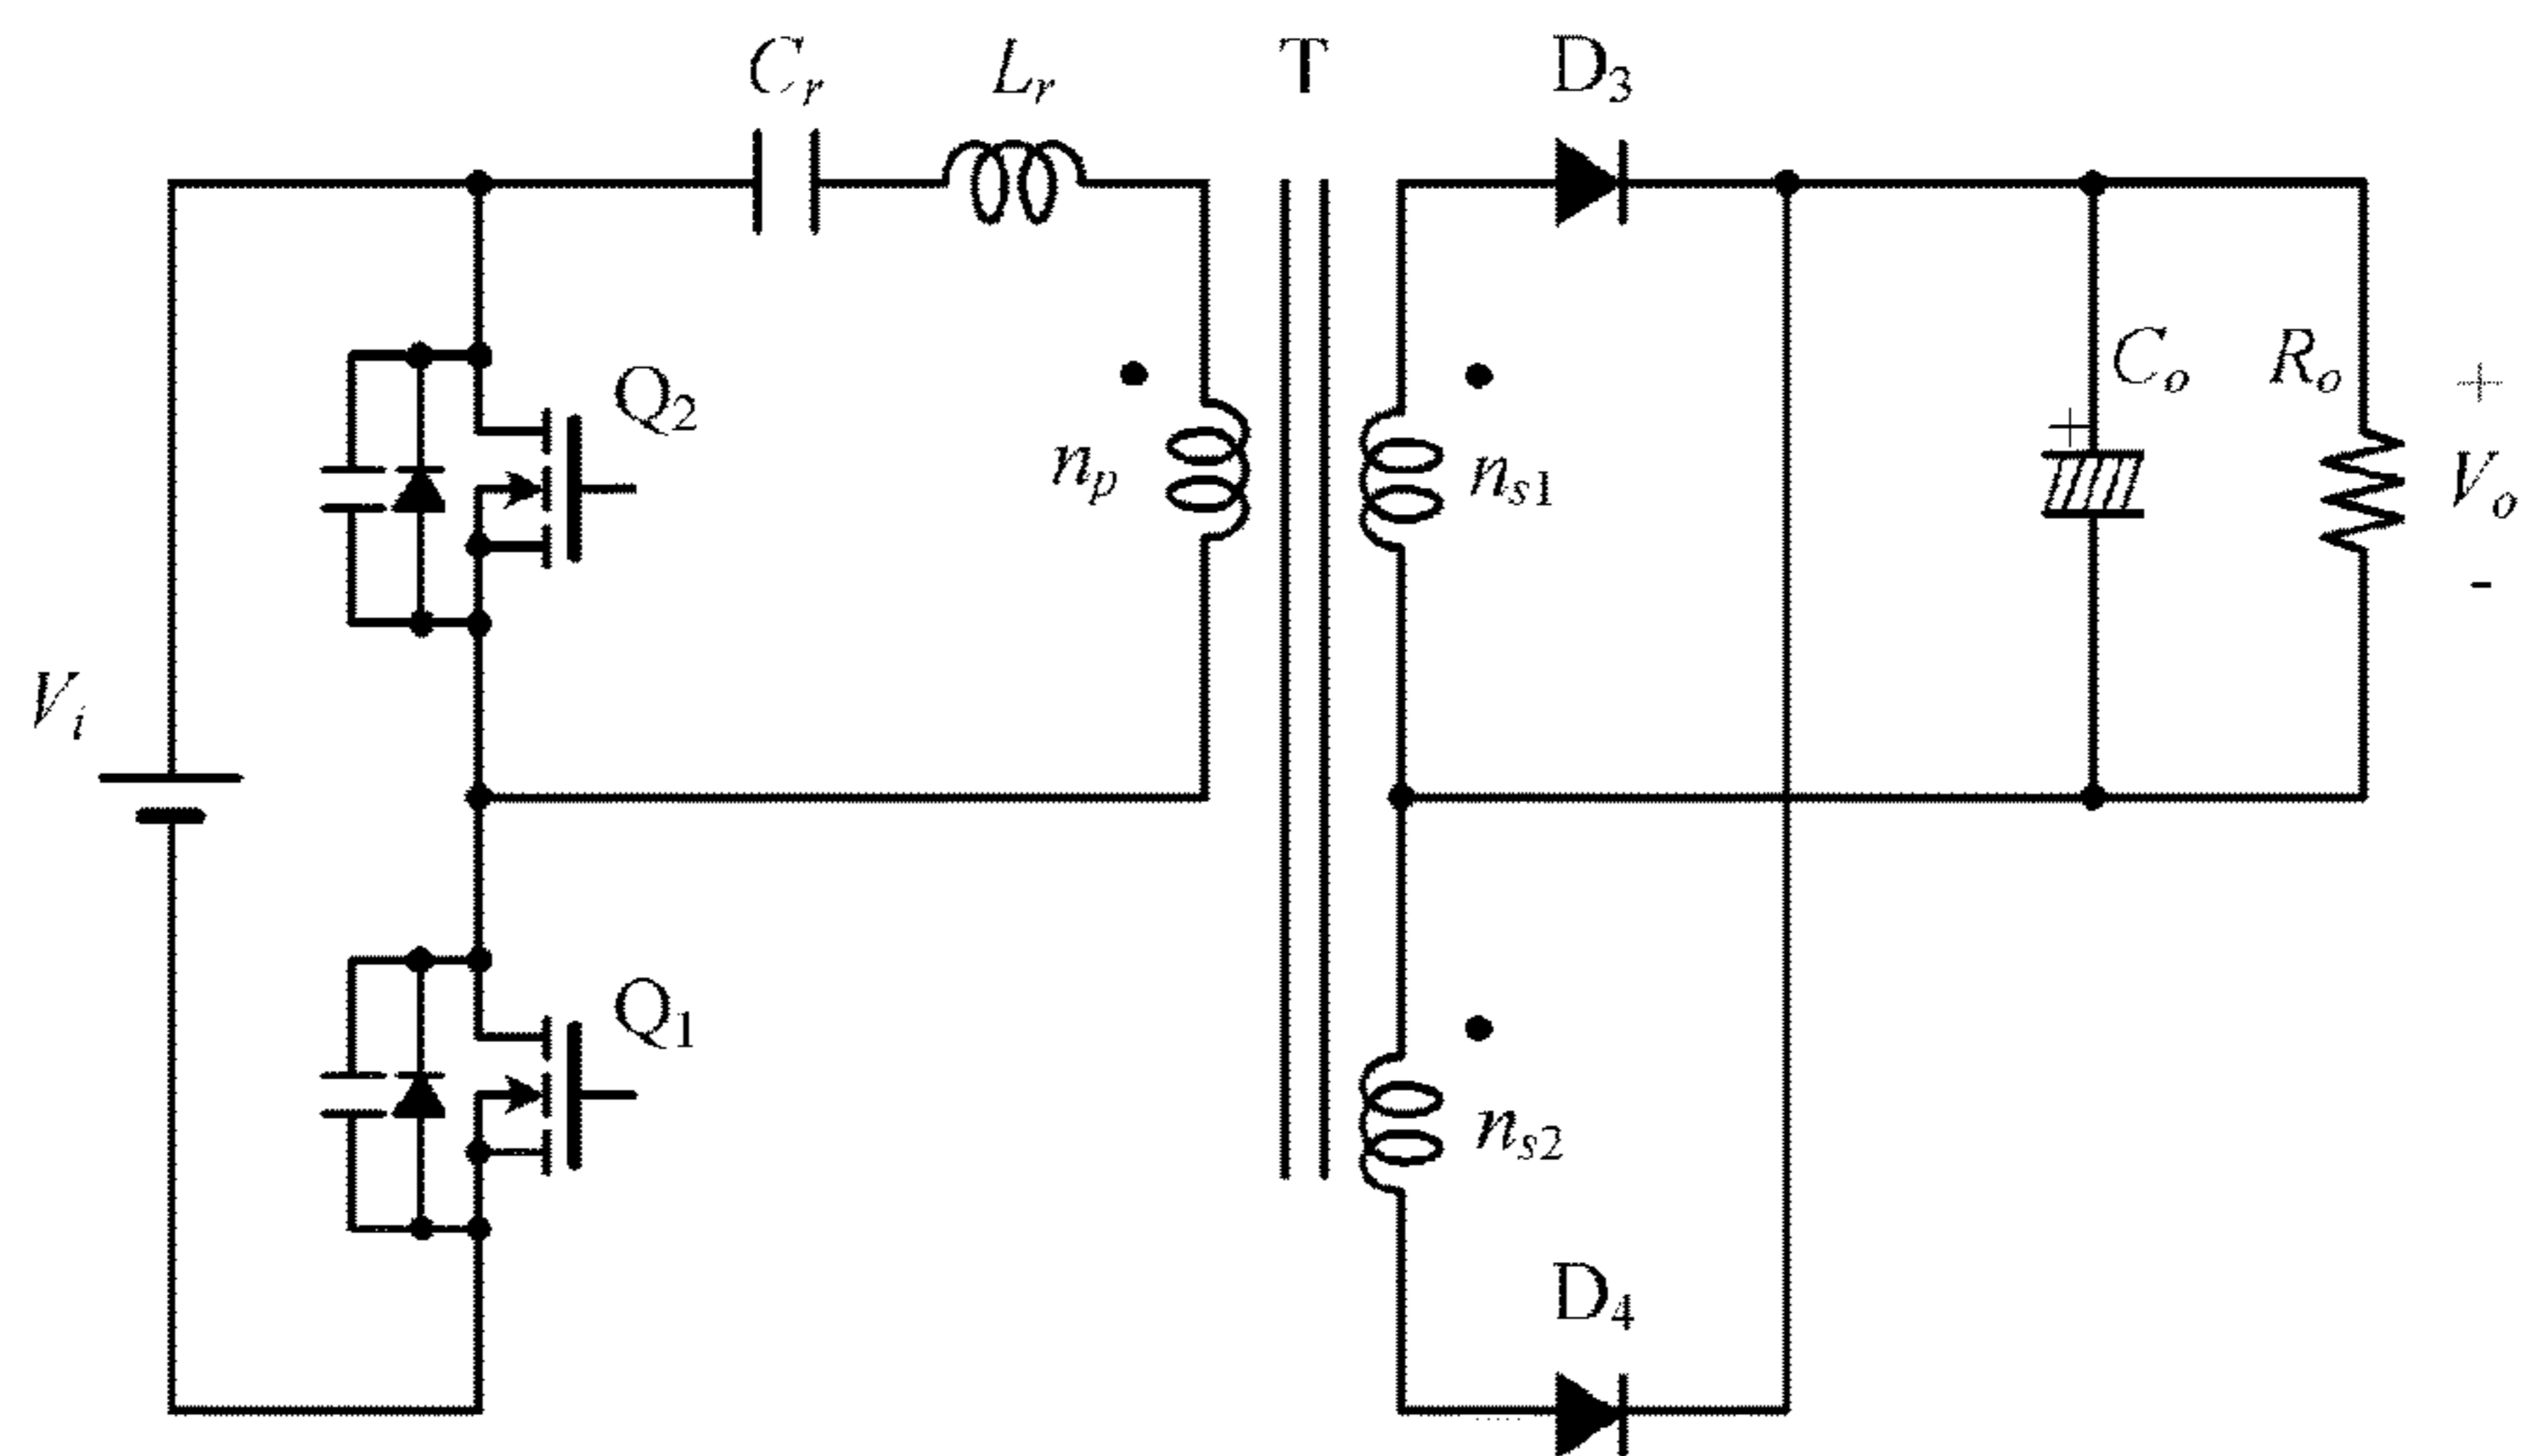 Cr Lr T D3
Q2
Co Ro +
np ns1 Vo
+
-
Vi
Q1
ns2
D4